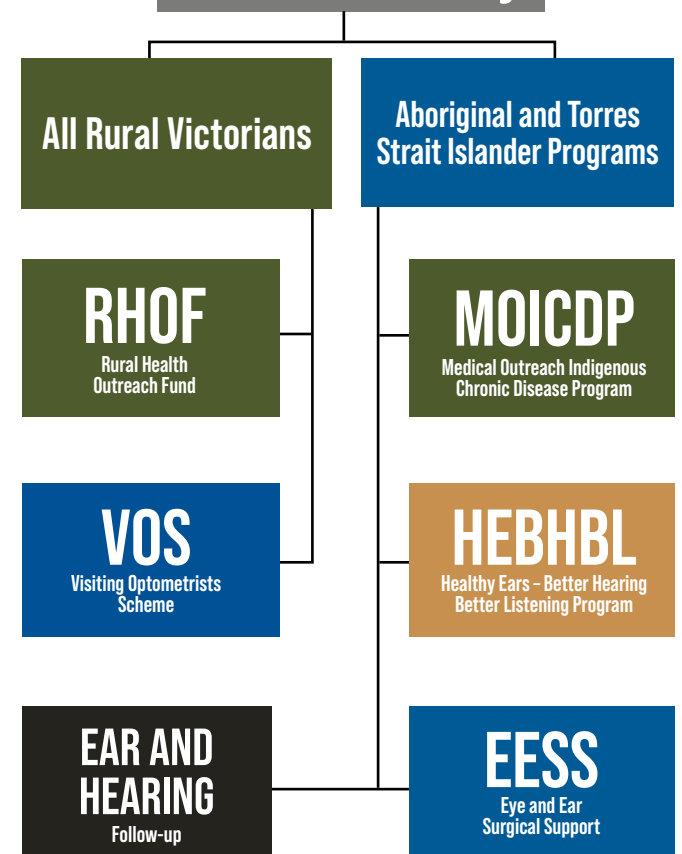 All Rural Victorians
Aboriginal and Torres
Strait Islander Programs
RHOF
Rural Health
Outreach Fund
MOICDP
Medical Outreach Indigenous
Chronic Disease Program
VOS
Visiting Optometrists
Scheme
HEBHBL
Healthy Ears – Better Hearing
Better Listening Program
EAR AND
HEARING
Follow-up
EESS
Eye and Ear
Surgical Support